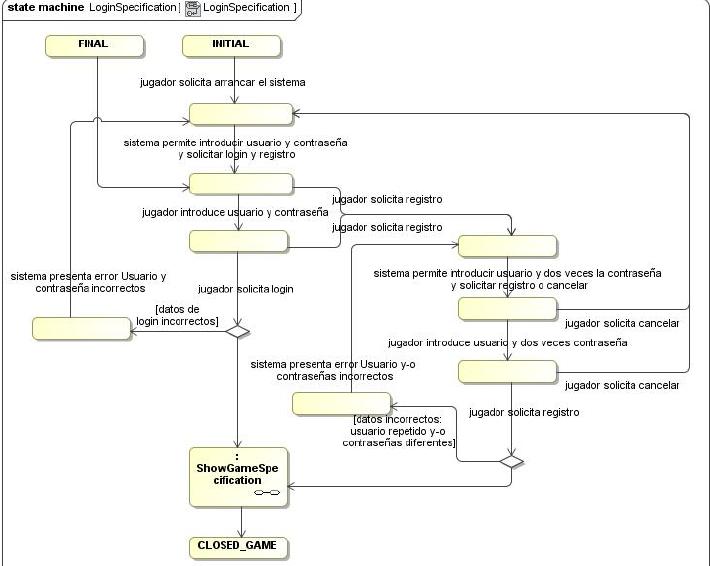 state machine LoginSpecification[ LoginSpecification ]
FINAL
INITIAL
jugador solicita arrancar el sistema
sistema permite introducir usuario y contraseña
y solicitar login y registro
jugador solicita registro
jugador introduce usuario y contraseña
jugador solicita registro
sistema permite introducir usuario y dos veces la contraseña
y solicitar registro o cancelar
sistema presenta error Usuario y
contraseña incorrectos
jugador solicita login
[datos de
login incorrectos]
jugador solicita cancelar
jugador introduce usuario y dos veces contraseña
sistema presenta error Usuario y-o
contraseñas incorrectos
jugador solicita cancelar
jugador solicita registro
[datos incorrectos:
usuario repetido y-o
contraseñas diferentes]
:
ShowGameSpe
cification
CLOSED_GAME